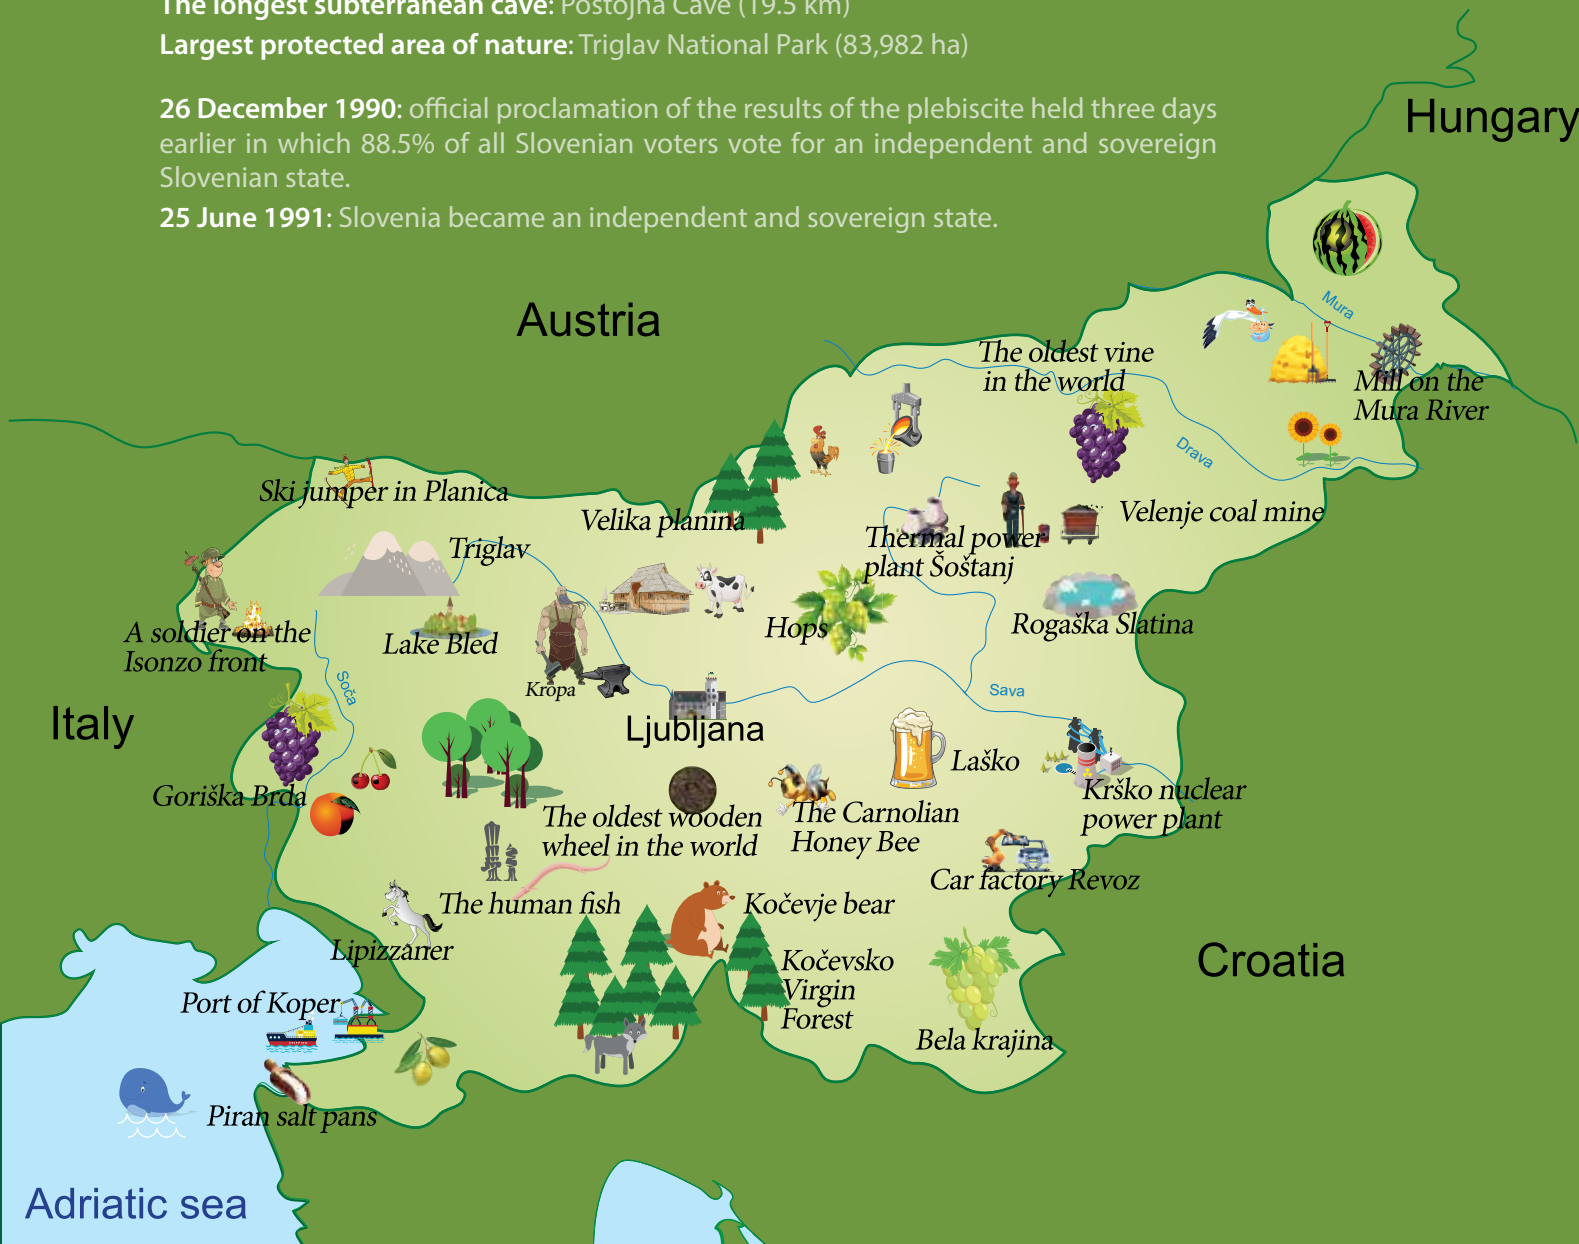 The longest subterranean cave: Postojna Cave (19.5 km)
Largest protected area of nature: Triglav National Park (83,982 ha)
26 December 1990: official proclamation of the results of the plebiscite held three days
earlier in which 88.5% of all Slovenian voters vote for an independent and sovereign
Slovenian state.
25 June 1991: Slovenia became an independent and sovereign state.
Hungary
Austria
Mura
The oldest vine
in the world
Mill on the
Mura River
Drava
Ski jumper in Planica
Velika planina
Velenje coal mine
Triglav
Thermal power
plant Šoštanj
A soldier on the
Isonzo front
Lake Bled
Hops
Rogaška Slatina
Soča
Kropa
Sava
Italy
Ljubljana
Laško
Goriška Brda
Krško nuclear
power plant
The oldest wooden
wheel in the world
The Carnolian
Honey Bee
Car factory Revoz
The human fish
Kočevje bear
Lipizzaner
Kočevsko
Virgin
Forest
Croatia
Port of Koper
Bela krajina
Piran salt pans
Adriatic sea